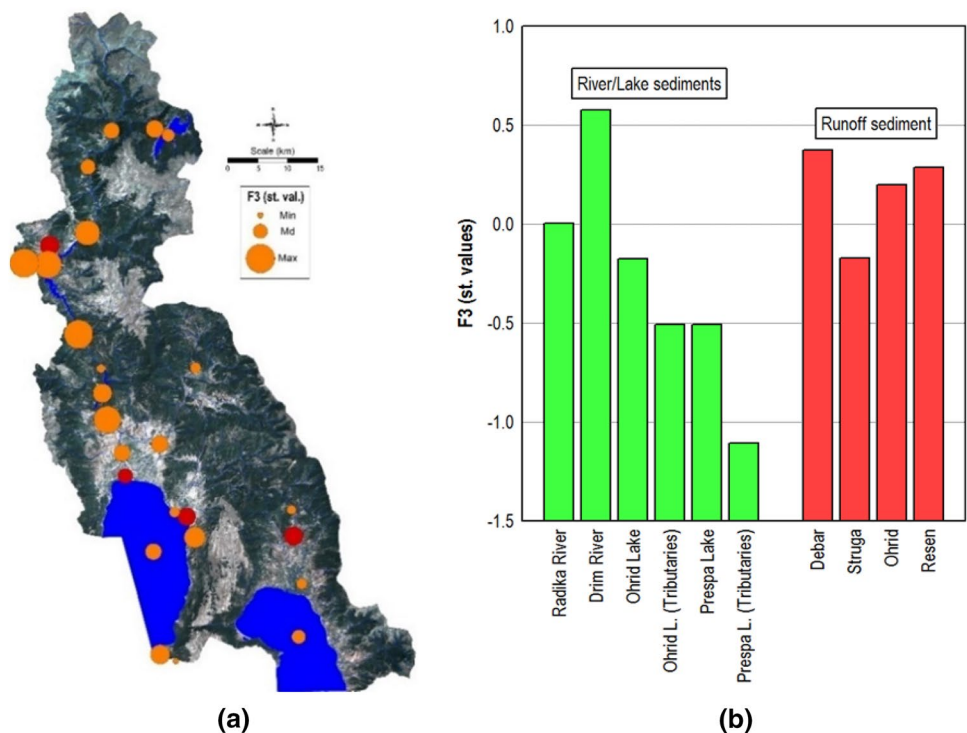 Scale (km)
0 5 10 15
F3 (st. val.)
Min
Md
Max
(a)
F3 (st. values)
1.0
0.5
0.0
-0.5
-1.0
-1.5
River/Lake sediments
Runoff sediment
Radika River
Drim River
Ohrid Lake
Ohrid L. (Tributaries)
Prespa Lake
Prespa L. (Tributaries)
Debar
Struga
Ohrid
Resen
(b)